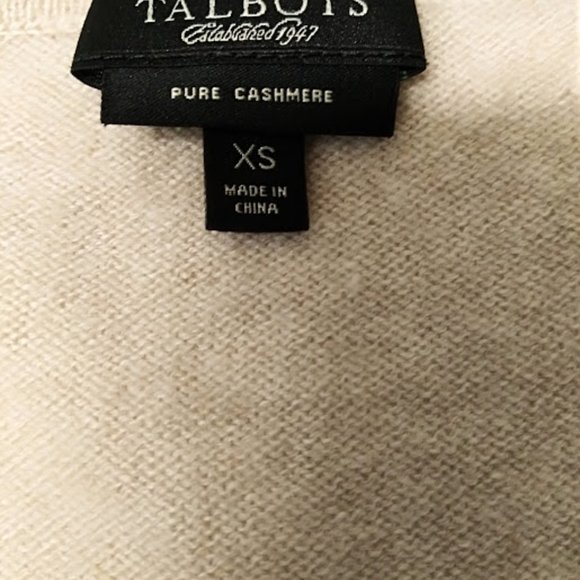 TALBOTS
Established 1947
PURE CASHMERE
XS
MADE IN
CHINA